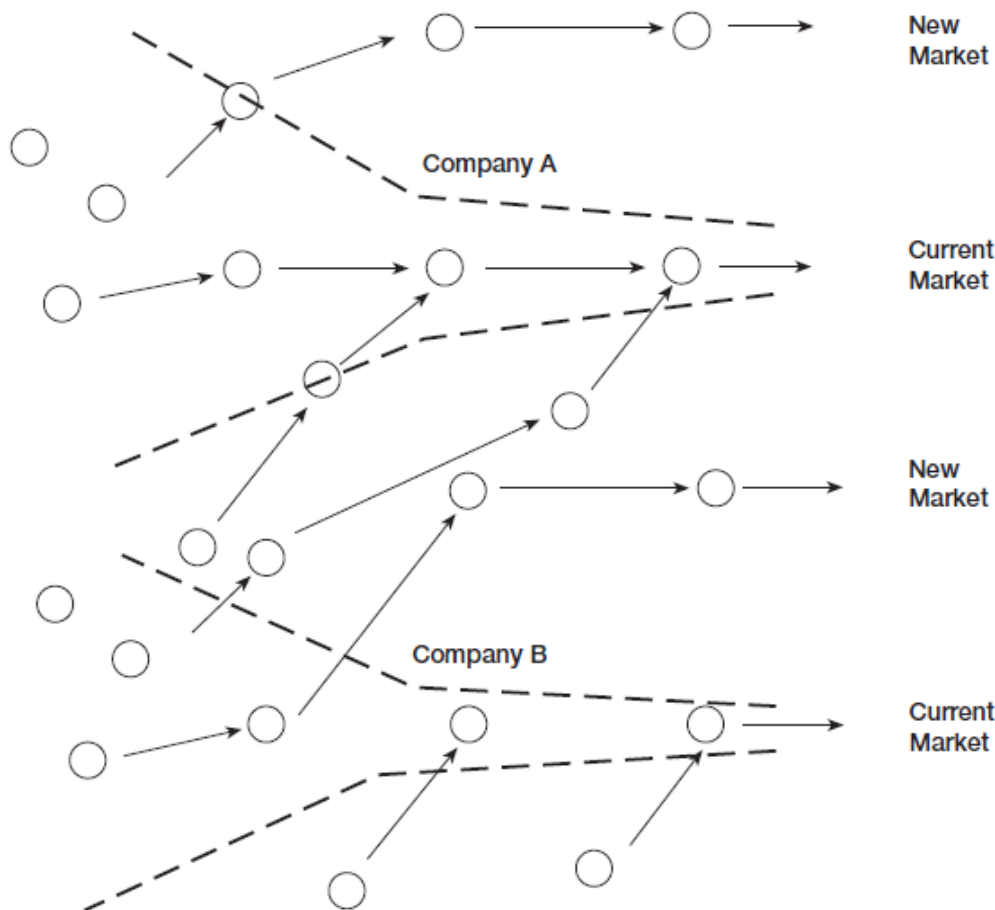 New
Market
Company A
Current
Market
New
Market
Company B
Current
Market